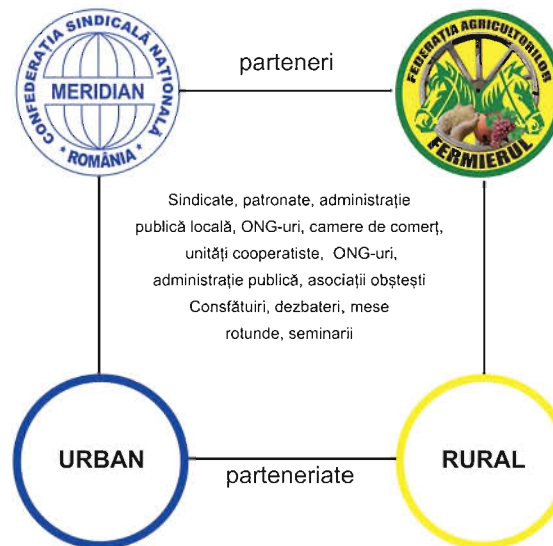 CONFEDERAȚIA SINDICALĂ NAȚIONALĂ
MERIDIAN
* ROMÂNIA *
parteneri
FEDERAȚIA AGRICULTORILOR
FERMIERUL
Sindicate, patronate, administrație
publică locală, ONG-uri, camere de comerț,
unități cooperatiste, ONG-uri,
administrație publică, asociații obștești
Consfătuiri, dezbateri, mese
rotunde, seminarii
URBAN
parteneriate
RURAL